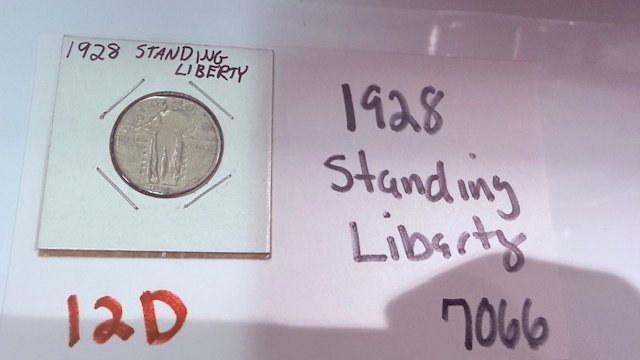 1928 STANDING
LIBERTY
1928
Standing
Liberty
12D
7066